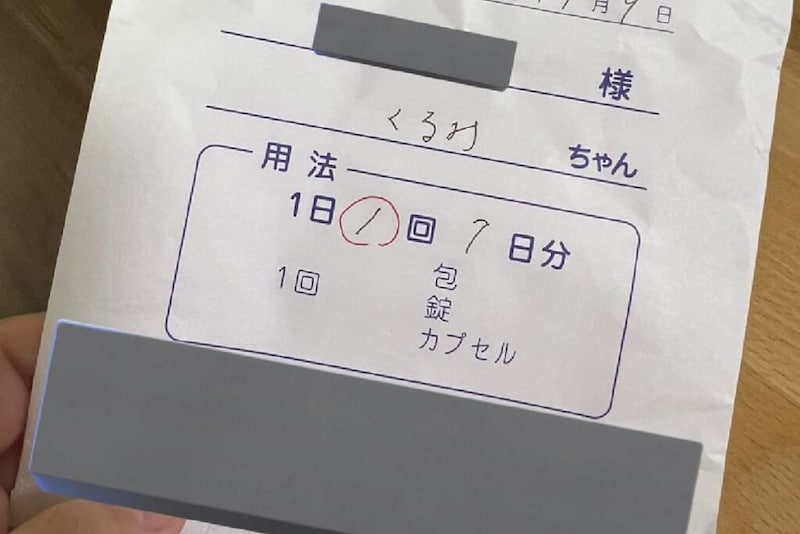 月9日
様
くるみ ちゃん
用法
1日1回 7日分
1回 包
錠
カプセル